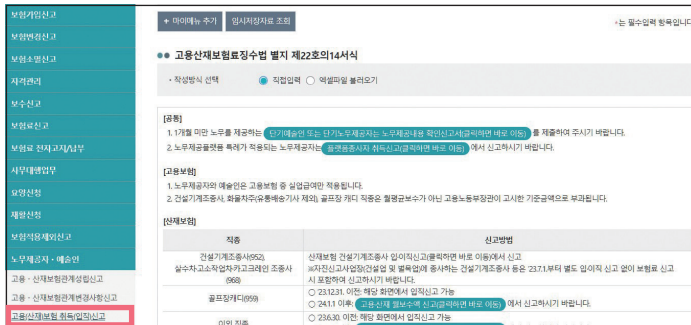 보험가입신고
보험변경신고
보험소멸신고
자격관리
보수신고
보험료신고
보험료 전자고지/납부
사무대행업무
요양신청
재활신청
보험적용제외신고
노무제공자·예술인
고용·산재보험관계성립신고
고용·산재보험관계변경사항신고
고용(산재)보험 취득(입직)신고
+ 마이메뉴 추가
임시저장자료 조회
*는 필수입력 항목입니다
고용산재보험료징수법 별지 제22호의14서식
· 작성방식 선택 직접입력 엑셀파일 불러오기
[공통]
1. 1개월 미만 노무를 제공하는 단기예술인 또는 단기노무제공자는 노무제공내용 확인신고서(클릭하면 바로 이동) 를 제출하여 주시기 바랍니다.
2. 노무제공플랫폼 특례가 적용되는 노무제공자는 플랫폼종사자 취득신고(클릭하면 바로 이동) 에서 신고하시기 바랍니다.
[고용보험]
1. 노무제공자와 예술인은 고용보험 중 실업급여만 적용됩니다.
2. 건설기계조종사, 화물차주(유통배송기사 제외), 골프장 캐디 직종은 월평균보수가 아닌 고용노동부장관이 고시한 기준금액으로 부과됩니다.
[산재보험]
직종 신고방법
건설기계조종사(952),
살수차·고소작업차·카고크레인 조종사
(968)
산재보험 건설기계조종사 입·이직신고(클릭하면 바로 이동)에서 신고
※자진신고사업장(건설업 및 벌목업)에 종사하는 건설기계조종사 등은 '23.7.1.부터 별도 입·이직 신고 없이 보험료 신고
시 포함하여 신고하시기 바랍니다.
골프장캐디(959)
○ '23.12.31. 이전: 해당 화면에서 입직신고 가능
○ '24.1.1 이후: 고용·산재 월보수액 신고(클릭하면 바로 이동) 에서 신고하시기 바랍니다.
이외 직종
○ '23.6.30. 이전: 해당 화면에서 입직신고 가능